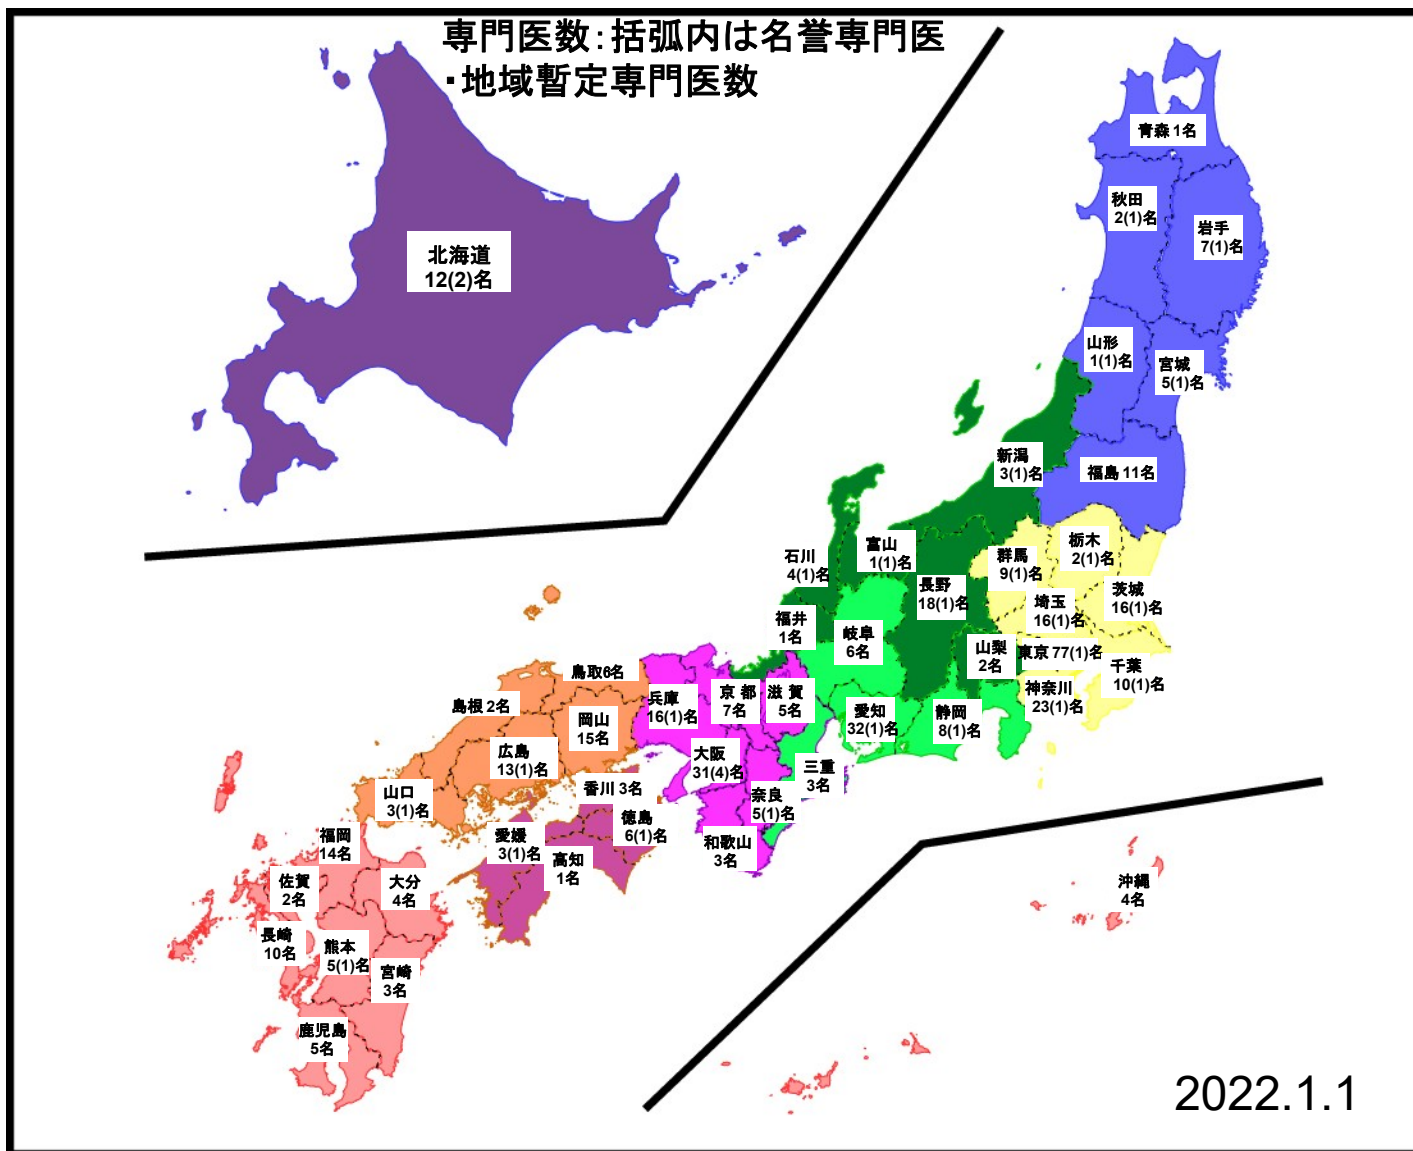 専門医数:括弧内は名誉専門医
・地域暫定専門医数
北海道
12(2)名
青森 1名
秋田
2(1)名
岩手
7(1)名
山形
1(1)名
宮城
5(1)名
福島 11名
新潟
3(1)名
富山
1(1)名
石川
4(1)名
福井
1名
長野
18(1)名
岐阜
6名
山梨
2名
群馬
9(1)名
栃木
2(1)名
茨城
16(1)名
埼玉
16(1)名
東京 77(1)名
千葉
10(1)名
神奈川
23(1)名
静岡
8(1)名
愛知
32(1)名
三重
3名
滋 賀
5名
京 都
7名
兵庫
16(1)名
大阪
31(4)名
奈良
5(1)名
和歌山
3名
鳥取6名
島根 2名
岡山
15名
広島
13(1)名
山口
3(1)名
香川 3名
徳島
6(1)名
愛媛
3(1)名
高知
1名
福岡
14名
佐賀
2名
大分
4名
長崎
10名
熊本
5(1)名
宮崎
3名
鹿児島
5名
沖縄
4名
2022.1.1